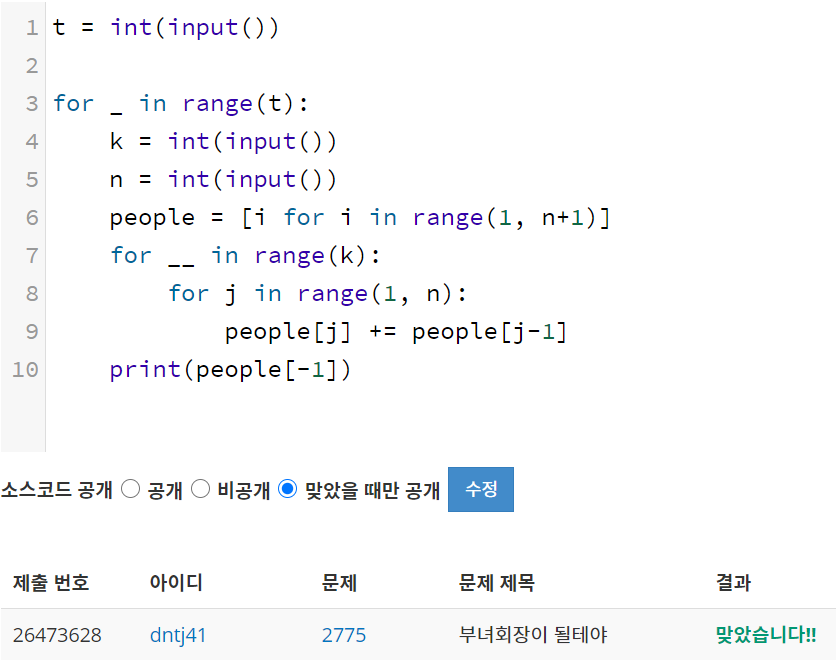 1 t = int(input())
2
3 for _ in range(t):
4     k = int(input())
5     n = int(input())
6     people = [i for i in range(1, n+1)]
7     for __ in range(k):
8         for j in range(1, n):
9             people[j] += people[j-1]
10     print(people[-1])
소스코드 공개 공개 비공개 맞았을 때만 공개 수정
제출 번호 아이디 문제 문제 제목 결과
26473628 dntj41 2775 부녀회장이 될테야 맞았습니다!!